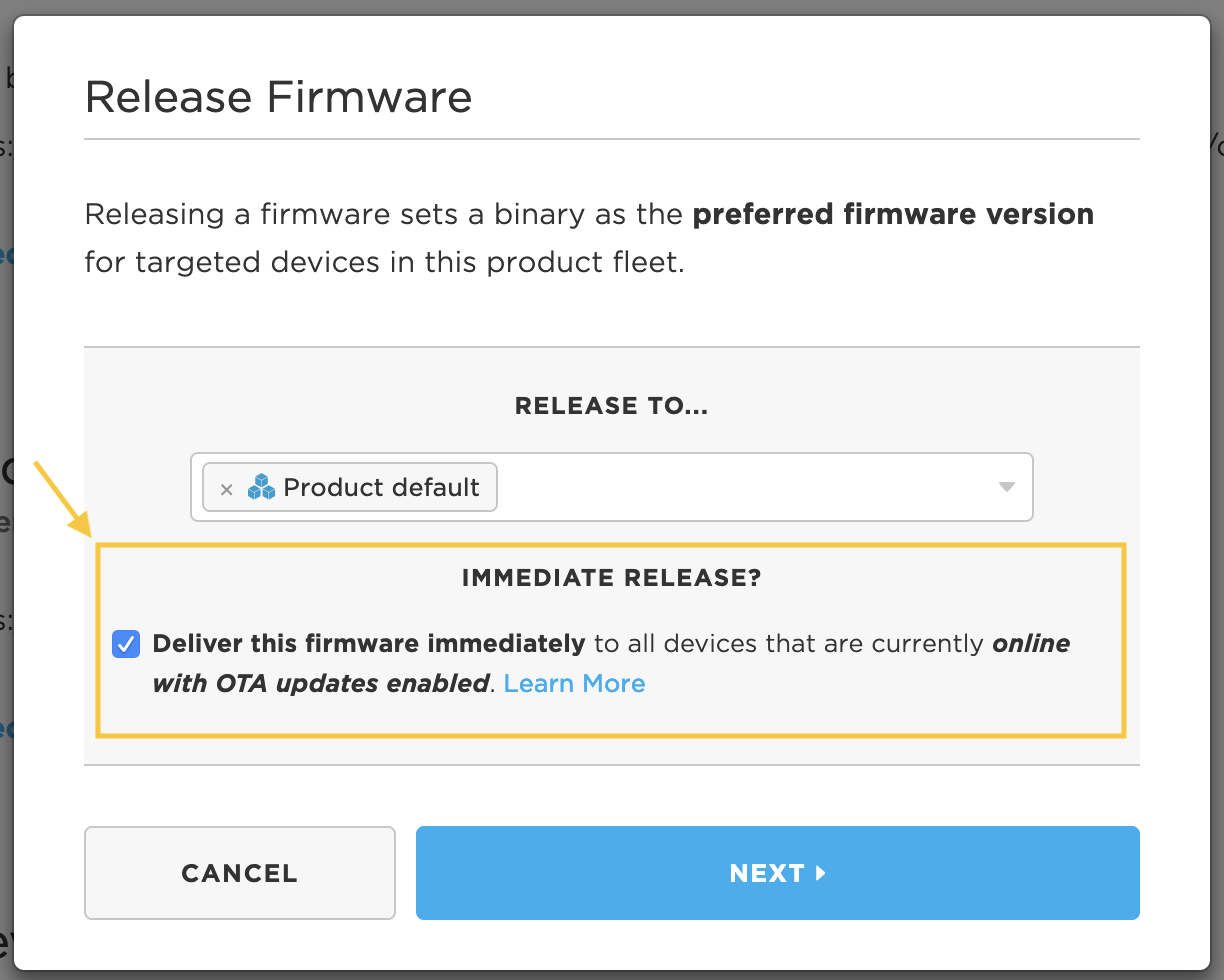 Release Firmware
Releasing a firmware sets a binary as the preferred firmware version
for targeted devices in this product fleet.
RELEASE TO...
× Product default
IMMEDIATE RELEASE?
Deliver this firmware immediately to all devices that are currently online
with OTA updates enabled. Learn More
CANCEL
NEXT